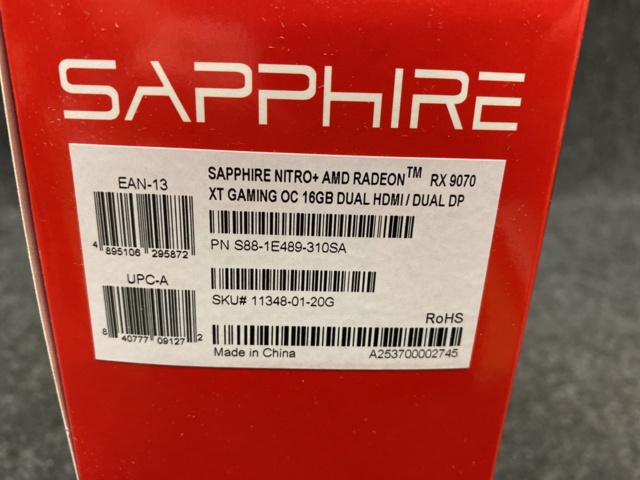 SAPPHIRE
EAN-13
4 895106 295872
UPC-A
8 40777 09127 2
SAPPHIRE NITRO+ AMD RADEON™ RX 9070
XT GAMING OC 16GB DUAL HDMI / DUAL DP
PN S88-1E489-310SA
SKU# 11348-01-20G
RoHS
Made in China
A253700002745